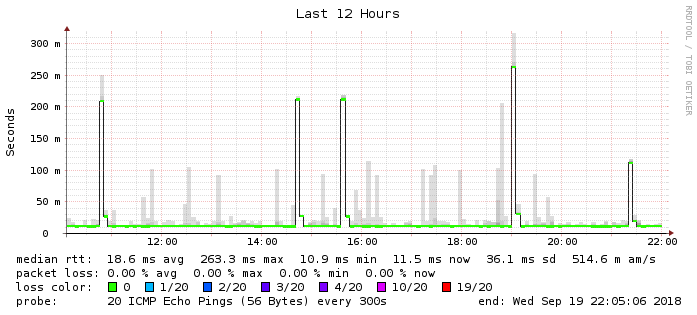 Last 12 Hours
RRDTOOL / TOBI OETIKER
Seconds
300 m
250 m
200 m
150 m
100 m
50 m
0
12:00 14:00 16:00 18:00 20:00 22:00
median rtt: 18.6 ms avg 263.3 ms max 10.9 ms min 11.5 ms now 36.1 ms sd 514.6 m am/s
packet loss: 0.00 % avg 0.00 % max 0.00 % min 0.00 % now
loss color: 0 1/20 2/20 3/20 4/20 10/20 19/20
probe: 20 ICMP Echo Pings (56 Bytes) every 300s end: Wed Sep 19 22:05:06 2018